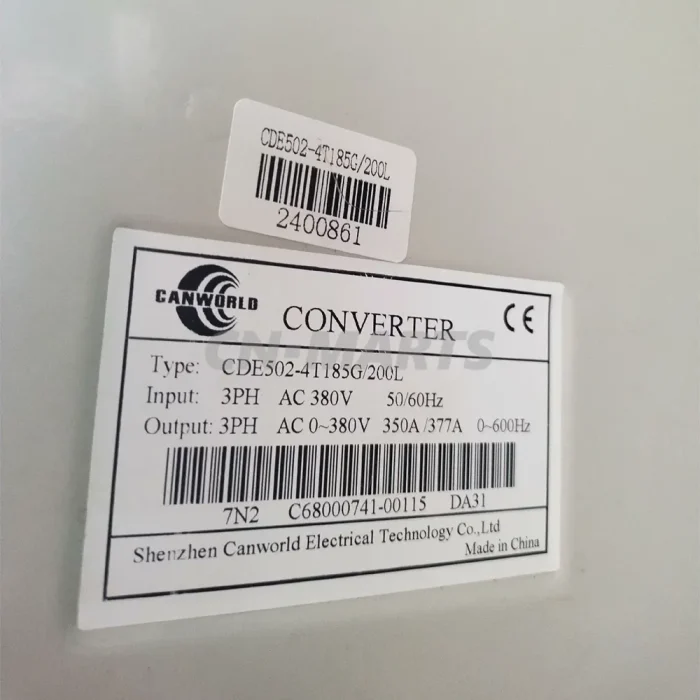 CDE502-4T185G/200L
2400861
CANWORLD
CONVERTER
CE
CN-MARTS
Type: CDE502-4T185G/200L
Input: 3PH AC 380V 50/60Hz
Output: 3PH AC 0~380V 350A/377A 0~600Hz
7N2 C68000741-00115 DA31
Shenzhen Canworld Electrical Technology Co.,Ltd
Made in China